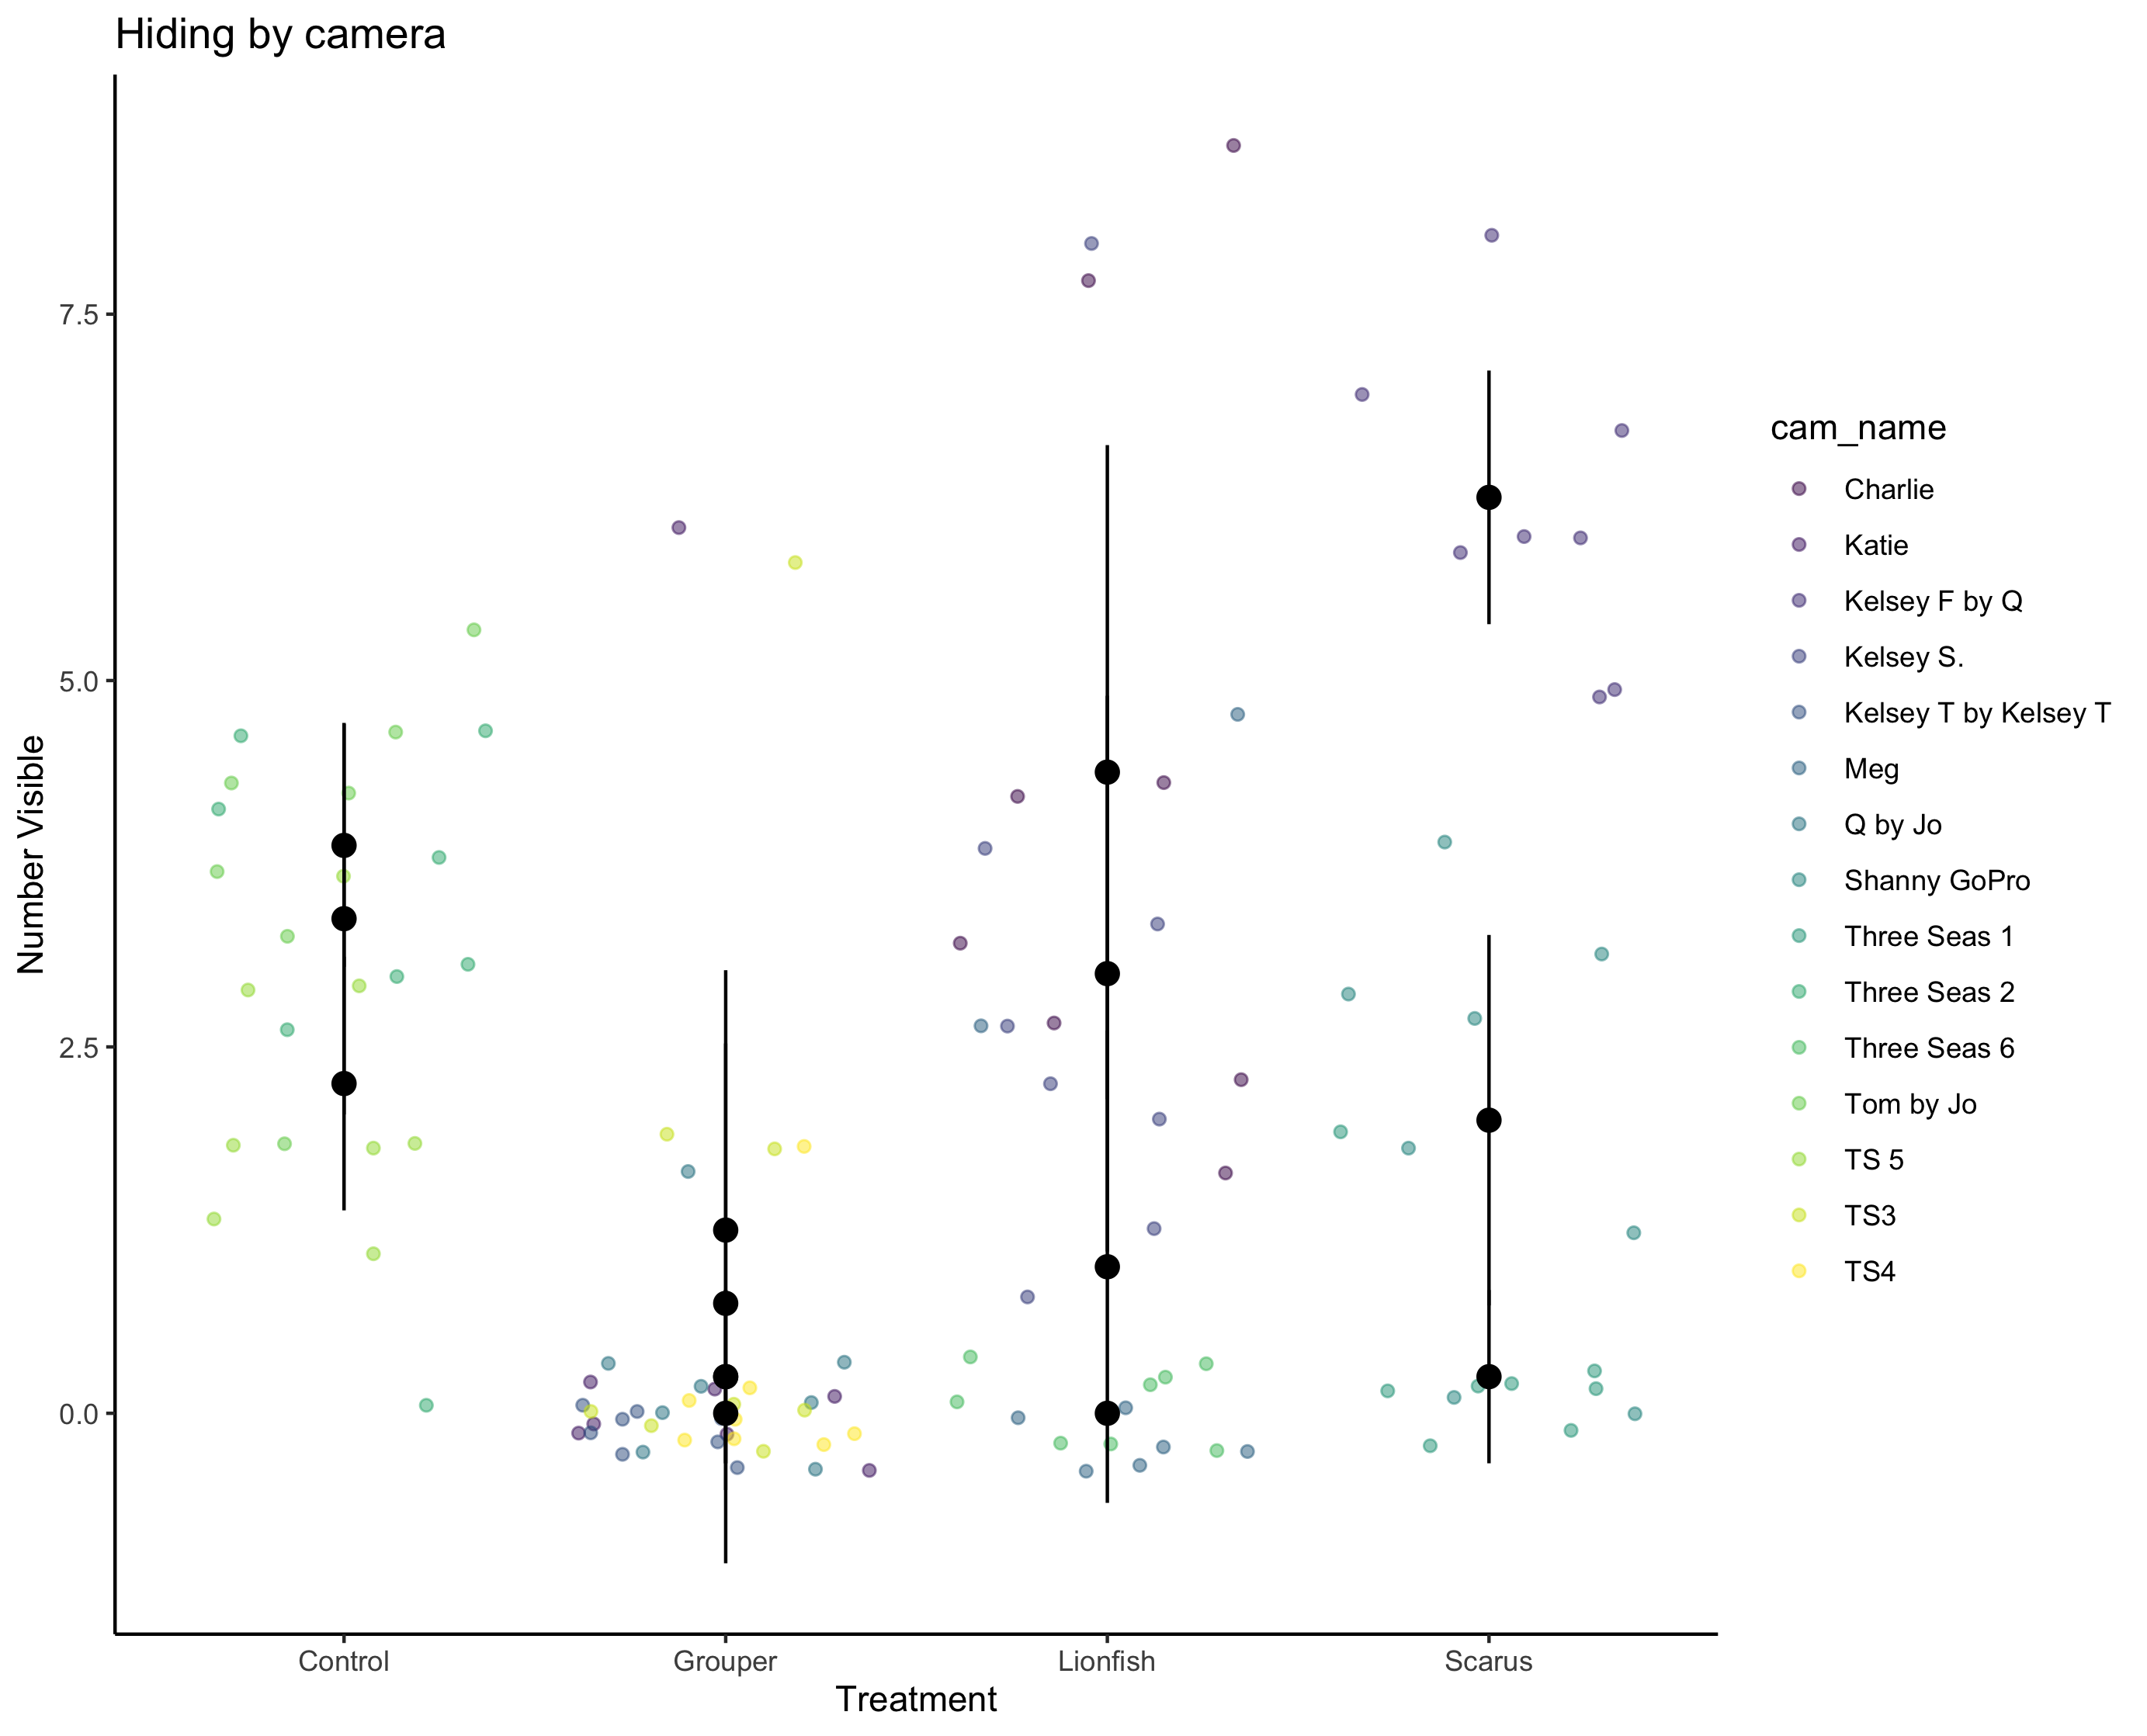 Hiding by camera
Number Visible
7.5
5.0
2.5
0.0
Control
Grouper
Lionfish
Scarus
Treatment
cam_name
Charlie
Katie
Kelsey F by Q
Kelsey S.
Kelsey T by Kelsey T
Meg
Q by Jo
Shanny GoPro
Three Seas 1
Three Seas 2
Three Seas 6
Tom by Jo
TS 5
TS3
TS4